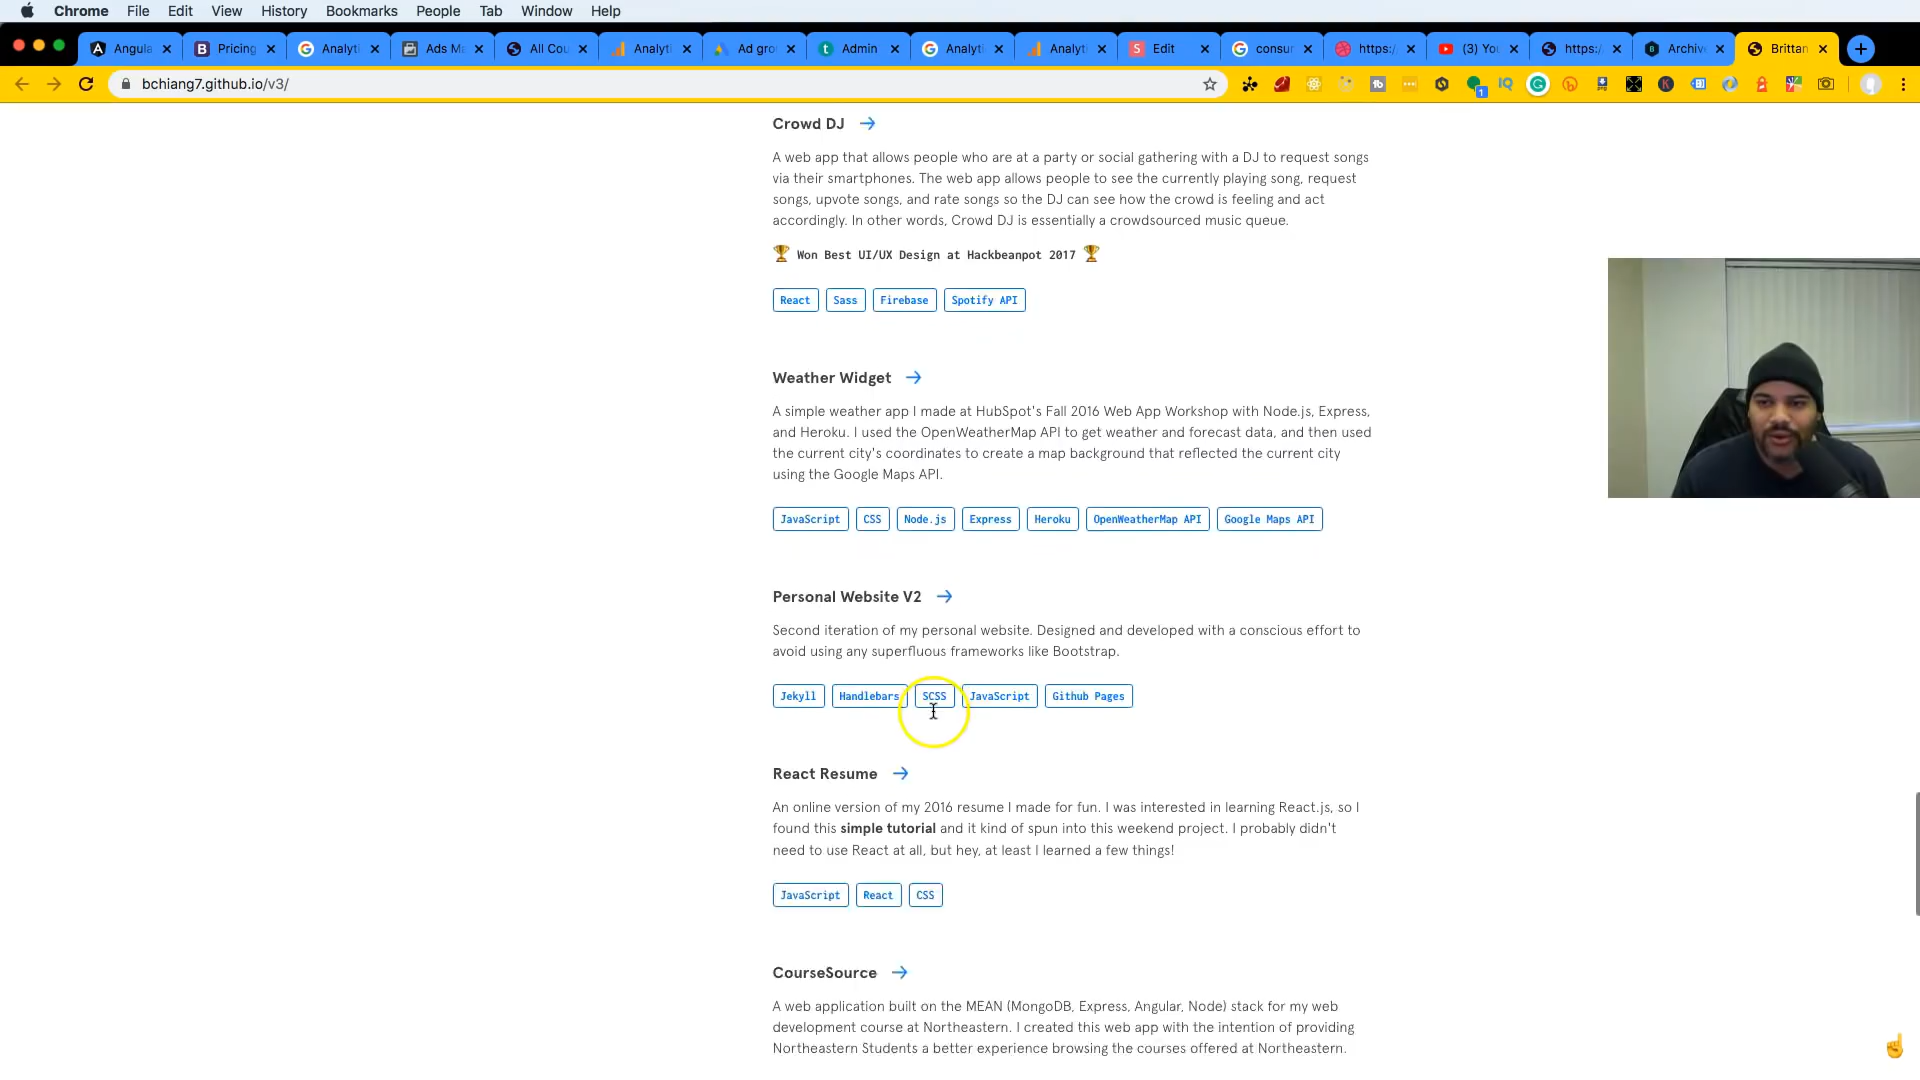 Chrome File Edit View History Bookmarks People Tab Window Help
Angula Pricing Analyti Ads Ma All Cou Analyti Ad gro Admin Analyti Analyti Edit consur https:/ (3) You https:/ Archiv Brittan
bchiang7.github.io/v3/
Crowd DJ
A web app that allows people who are at a party or social gathering with a DJ to request songs
via their smartphones. The web app allows people to see the currently playing song, request
songs, upvote songs, and rate songs so the DJ can see how the crowd is feeling and act
accordingly. In other words, Crowd DJ is essentially a crowdsourced music queue.
Won Best UI/UX Design at Hackbeanpot 2017
React Sass Firebase Spotify API
Weather Widget
A simple weather app I made at HubSpot's Fall 2016 Web App Workshop with Node.js, Express,
and Heroku. I used the OpenWeatherMap API to get weather and forecast data, and then used
the current city's coordinates to create a map background that reflected the current city
using the Google Maps API.
JavaScript CSS Node.js Express Heroku OpenWeatherMap API Google Maps API
Personal Website V2
Second iteration of my personal website. Designed and developed with a conscious effort to
avoid using any superfluous frameworks like Bootstrap.
Jekyll Handlebars SCSS JavaScript Github Pages
React Resume
An online version of my 2016 resume I made for fun. I was interested in learning React.js, so I
found this simple tutorial and it kind of spun into this weekend project. I probably didn't
need to use React at all, but hey, at least I learned a few things!
JavaScript React CSS
CourseSource
A web application built on the MEAN (MongoDB, Express, Angular, Node) stack for my web
development course at Northeastern. I created this web app with the intention of providing
Northeastern Students a better experience browsing the courses offered at Northeastern.